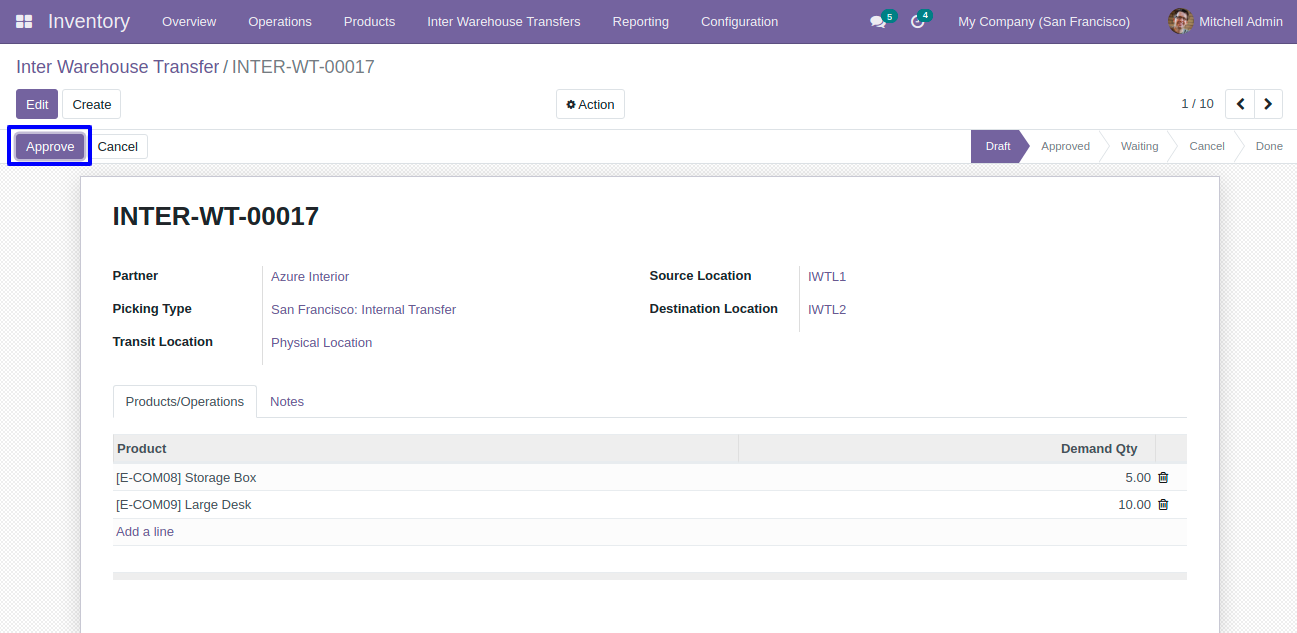 Inventory Overview Operations Products Inter Warehouse Transfers Reporting Configuration 5 4 My Company (San Francisco) Mitchell Admin
Inter Warehouse Transfer / INTER-WT-00017
Edit Create Action 1 / 10
Approve Cancel Draft Approved Waiting Cancel Done
INTER-WT-00017
Partner Azure Interior Source Location IWTL1
Picking Type San Francisco: Internal Transfer Destination Location IWTL2
Transit Location Physical Location
Products/Operations Notes
Product Demand Qty
[E-COM08] Storage Box 5.00
[E-COM09] Large Desk 10.00
Add a line